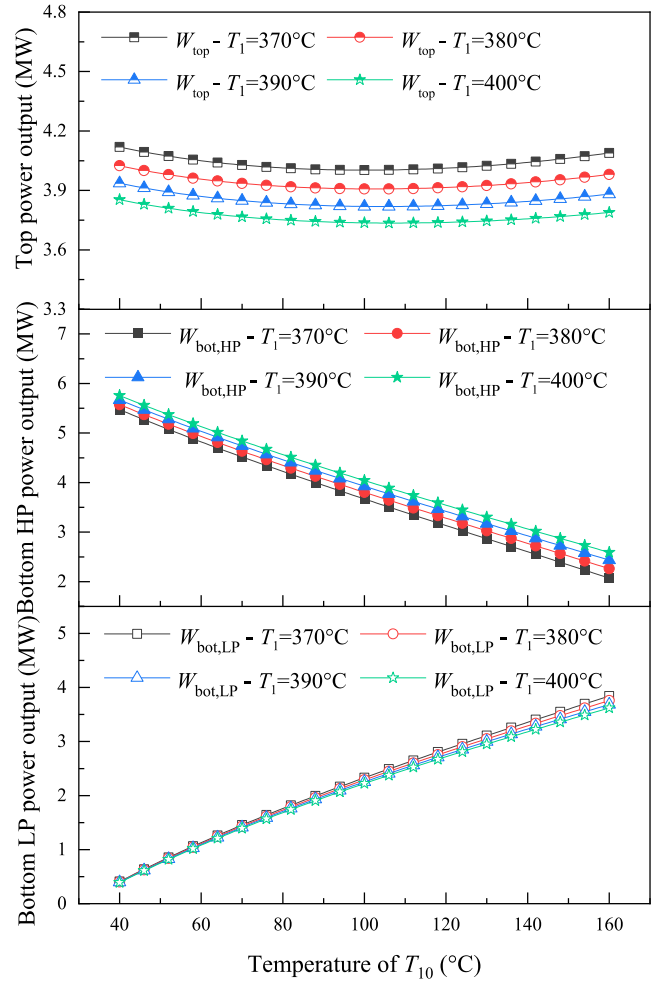 Top power output (MW)
4.8
4.5
4.2
3.9
3.6
3.3
W_top - T_1=370°C
W_top - T_1=380°C
W_top - T_1=390°C
W_top - T_1=400°C
Bottom HP power output (MW)
7
6
5
4
3
2
W_bot,HP - T_1=370°C
W_bot,HP - T_1=380°C
W_bot,HP - T_1=390°C
W_bot,HP - T_1=400°C
Bottom LP power output (MW)
5
4
3
2
1
0
W_bot,LP - T_1=370°C
W_bot,LP - T_1=380°C
W_bot,LP - T_1=390°C
W_bot,LP - T_1=400°C
40 60 80 100 120 140 160
Temperature of T_10 (°C)